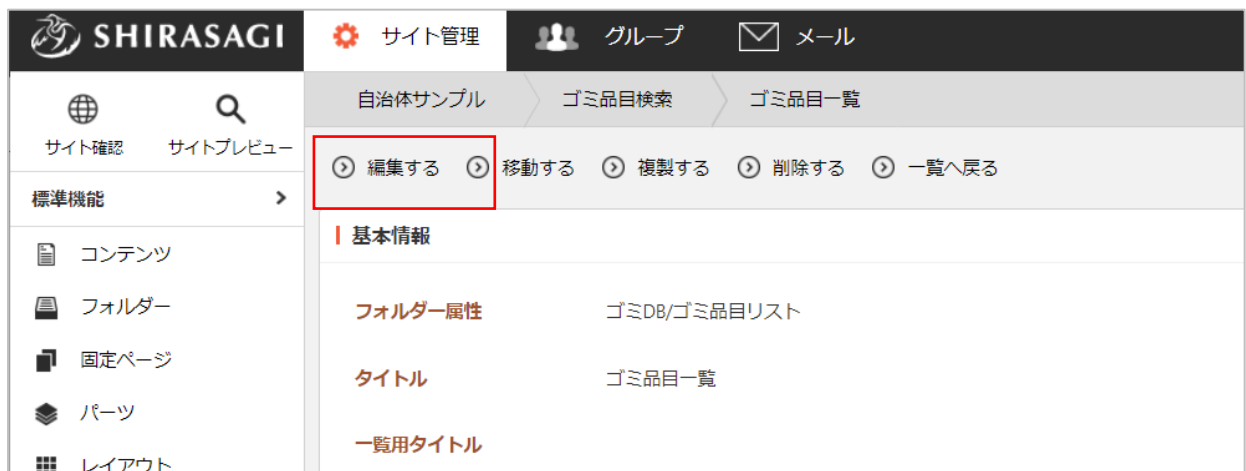 SHIRASAGI サイト管理 グループ メール
自治体サンプル ゴミ品目検索 ゴミ品目一覧
サイト確認 サイトプレビュー
編集する 移動する 複製する 削除する 一覧へ戻る
標準機能
基本情報
コンテンツ
フォルダー
フォルダー属性 ゴミDB/ゴミ品目リスト
固定ページ
タイトル ゴミ品目一覧
パーツ
一覧用タイトル
レイアウト